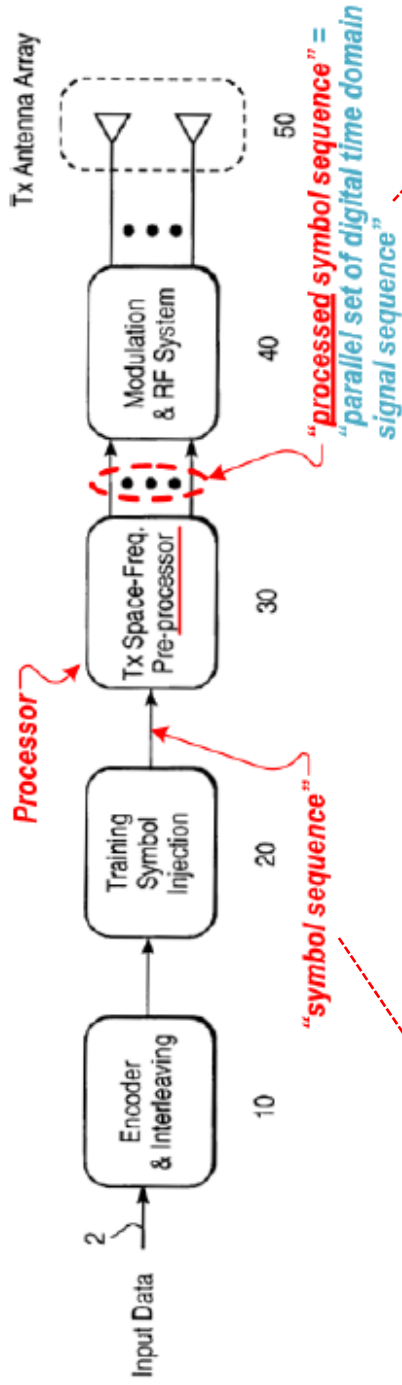 Tx Antenna Array
Processor
Input Data
2
Encoder
& Interleaving
Training
Symbol
Injection
Tx Space-Freq.
Pre-processor
Modulation
& RF System
10
20
30
40
50
“symbol sequence”
“processed symbol sequence” =
“parallel set of digital time domain
signal sequence”